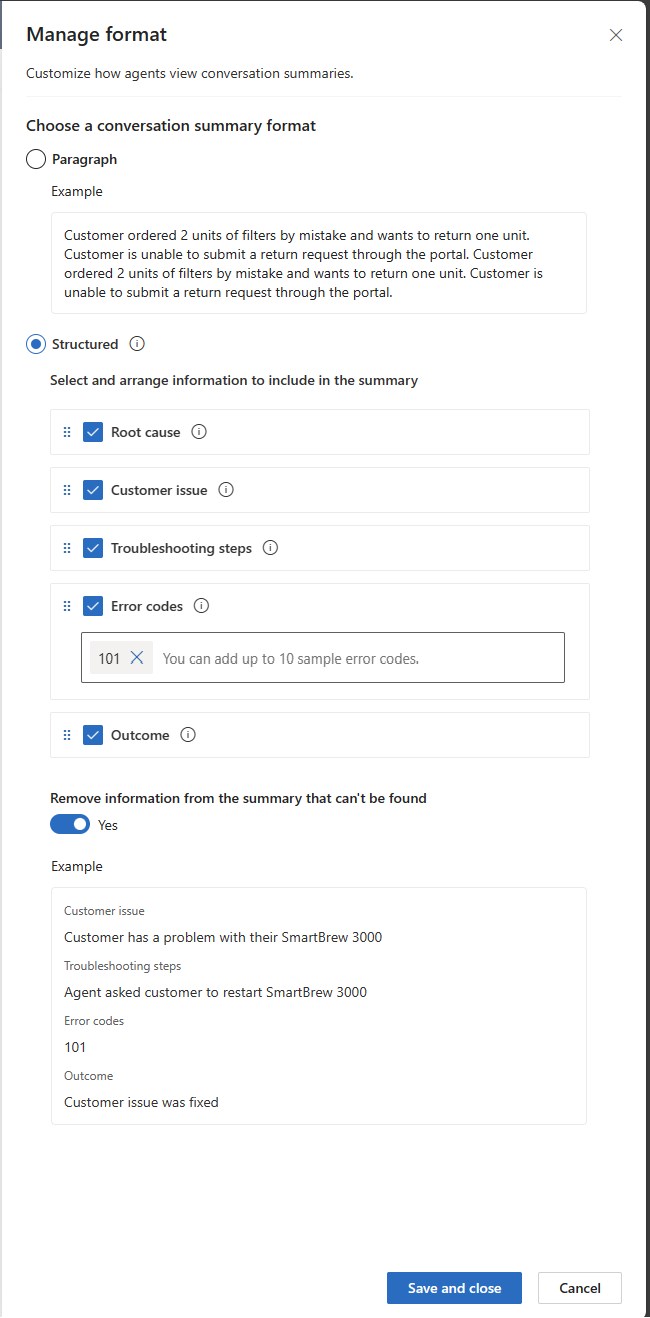 Manage format
Customize how agents view conversation summaries.
Choose a conversation summary format
Paragraph
Example
Customer ordered 2 units of filters by mistake and wants to return one unit.
Customer is unable to submit a return request through the portal. Customer
ordered 2 units of filters by mistake and wants to return one unit. Customer is
unable to submit a return request through the portal.
Structured
Select and arrange information to include in the summary
Root cause
Customer issue
Troubleshooting steps
Error codes
101 You can add up to 10 sample error codes.
Outcome
Remove information from the summary that can't be found
Yes
Example
Customer issue
Customer has a problem with their SmartBrew 3000
Troubleshooting steps
Agent asked customer to restart SmartBrew 3000
Error codes
101
Outcome
Customer issue was fixed
Save and close Cancel